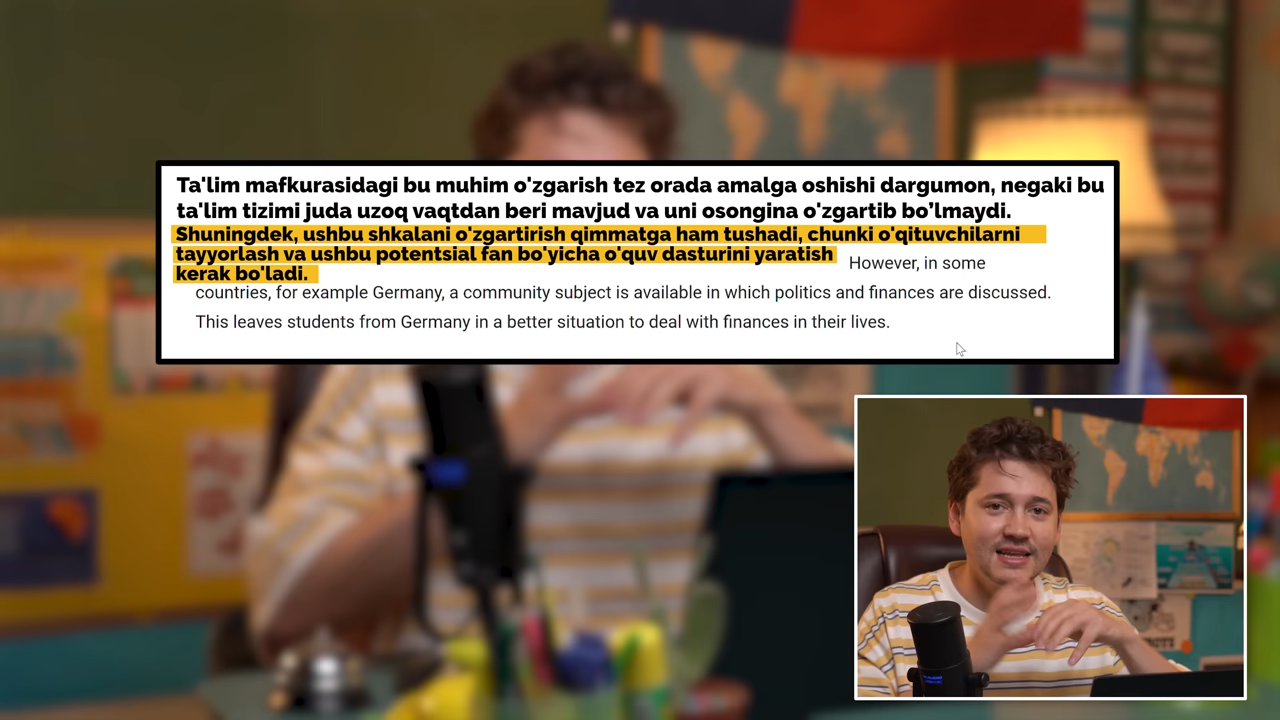 Ta'lim mafkurasidagi bu muhim o'zgarish tez orada amalga oshishi dargumon, negaki bu
ta'lim tizimi juda uzoq vaqtdan beri mavjud va uni osongina o'zgartib bo’lmaydi.
Shuningdek, ushbu shkalani o'zgartirish qimmatga ham tushadi, chunki o'qituvchilarni
tayyorlash va ushbu potentsial fan bo'yicha o'quv dasturini yaratish
kerak bo'ladi.
However, in some
countries, for example Germany, a community subject is available in which politics and finances are discussed.
This leaves students from Germany in a better situation to deal with finances in their lives.